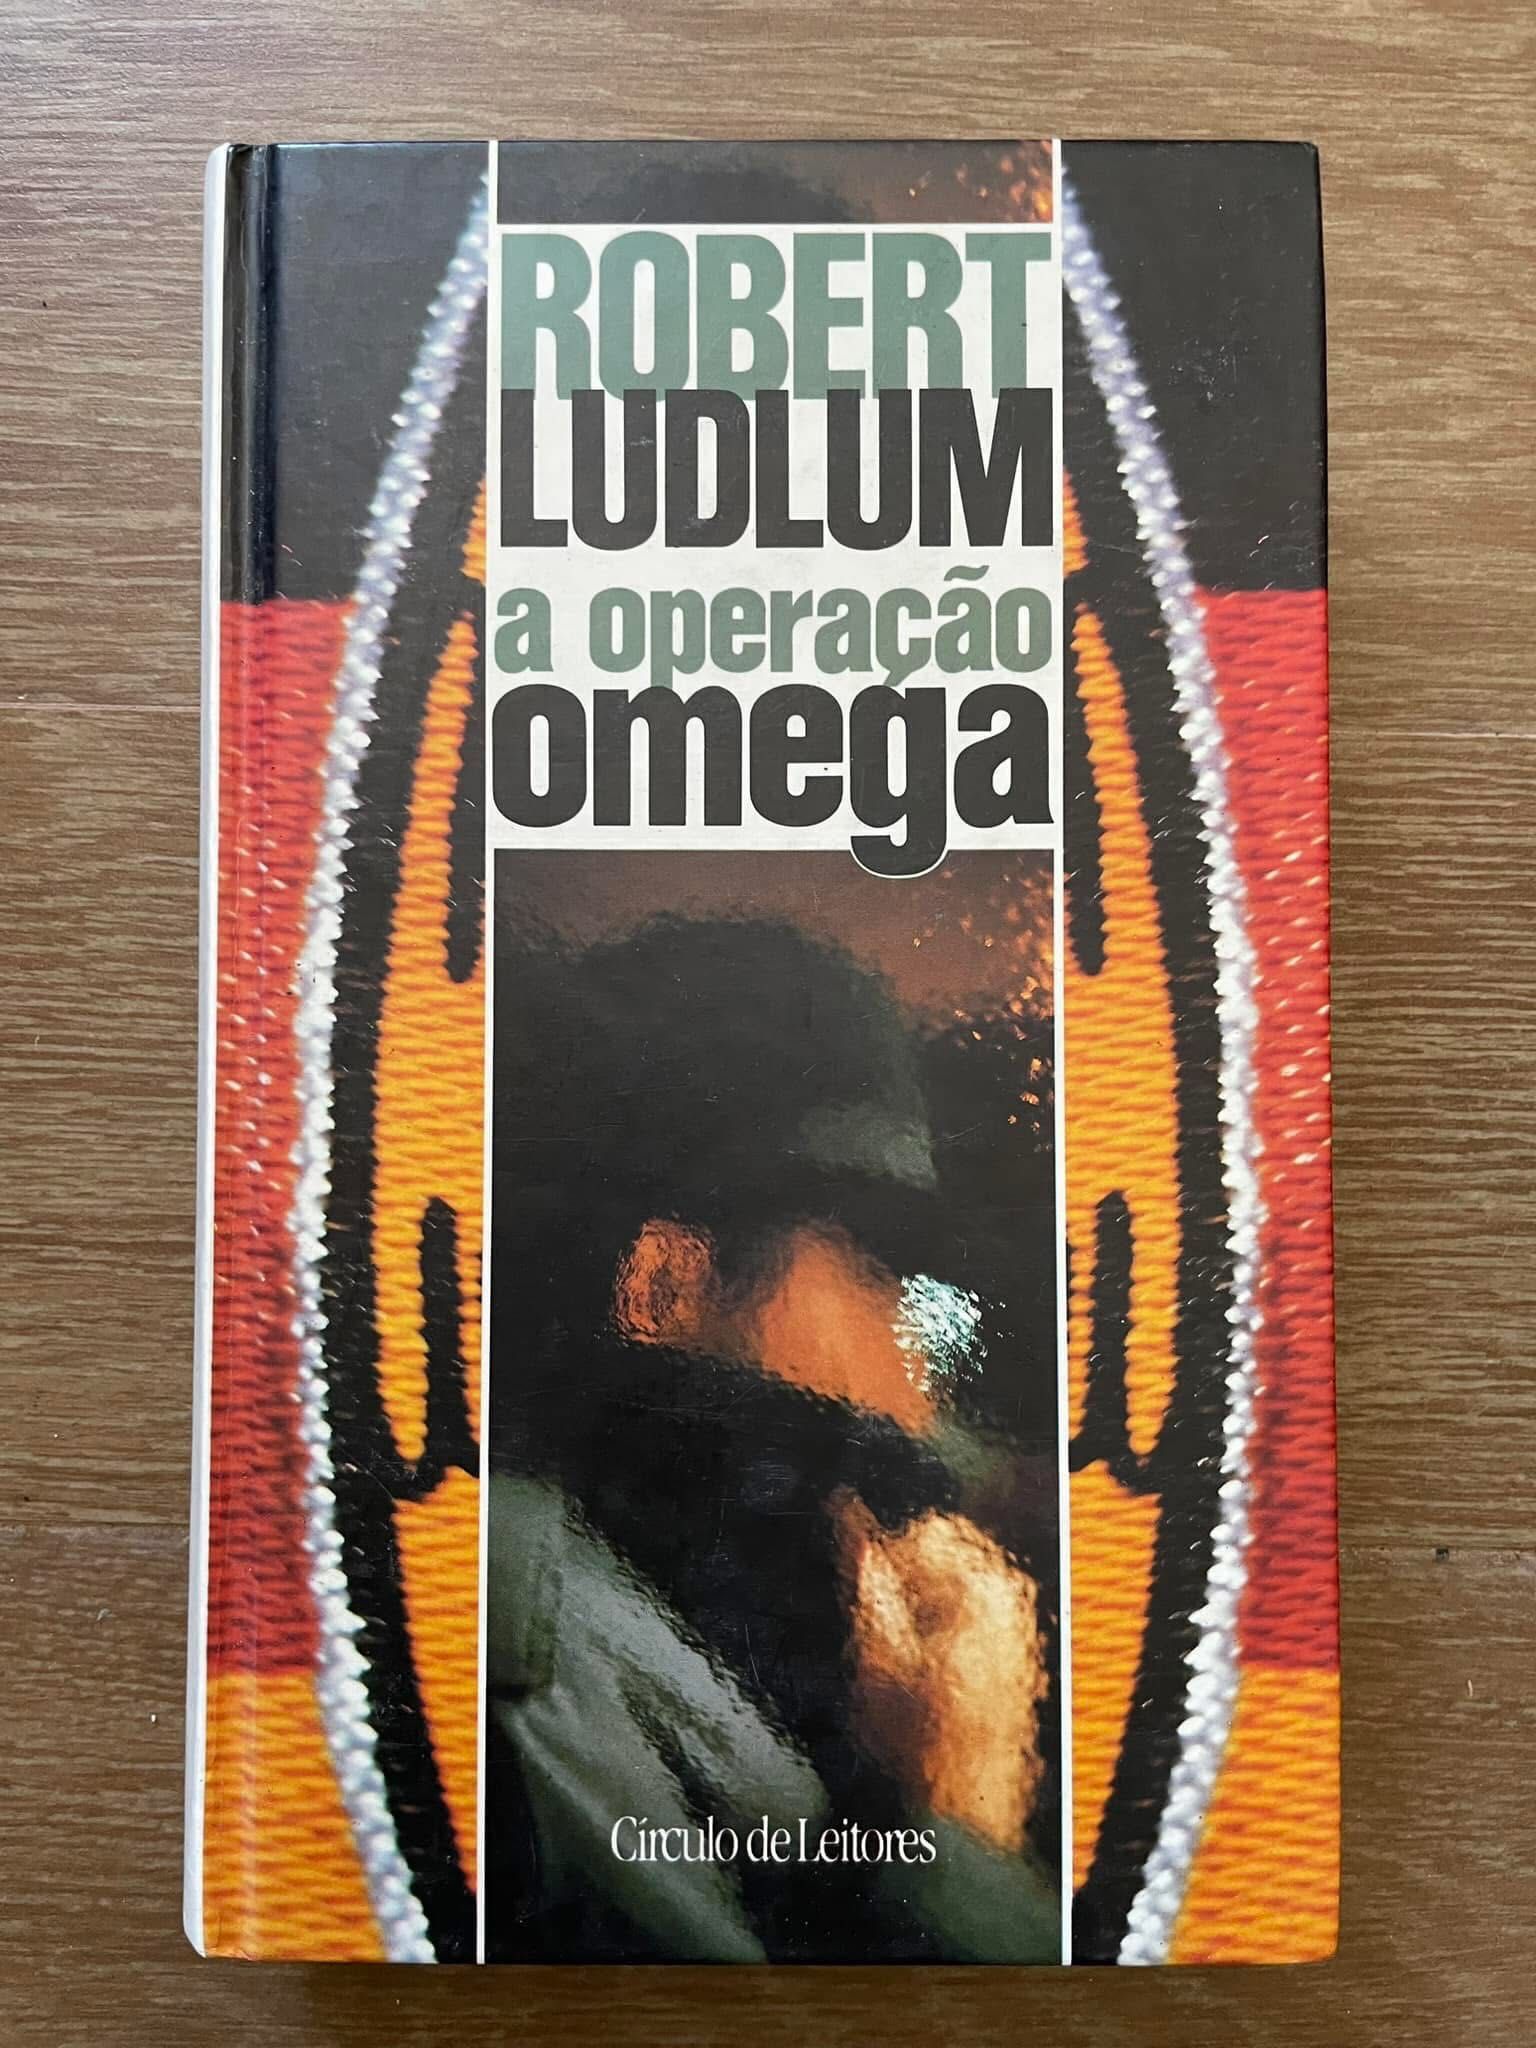 ROBERT
LUDLUM
a operação
omega
Círculo de Leitores